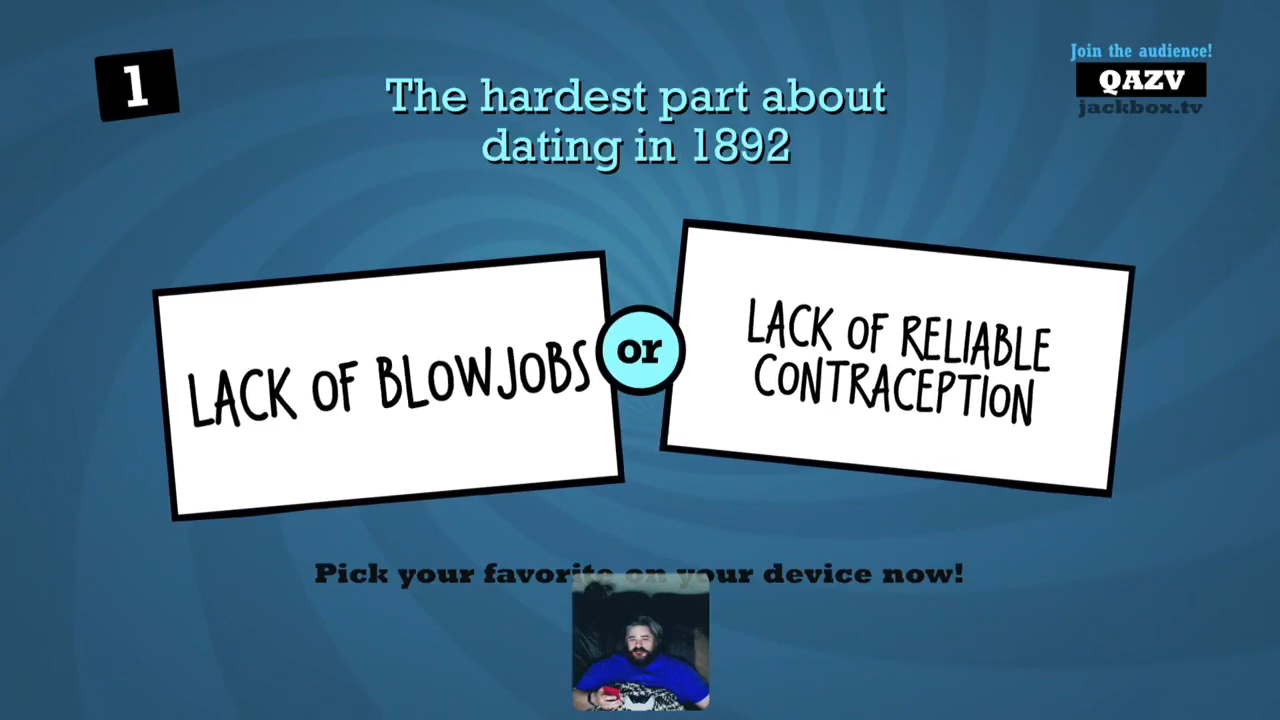 1
Join the audience!
QAZV
jackbox.tv
The hardest part about
dating in 1892
LACK OF BLOWJOBS
or
LACK OF RELIABLE
CONTRACEPTION
Pick your favorite on your device now!